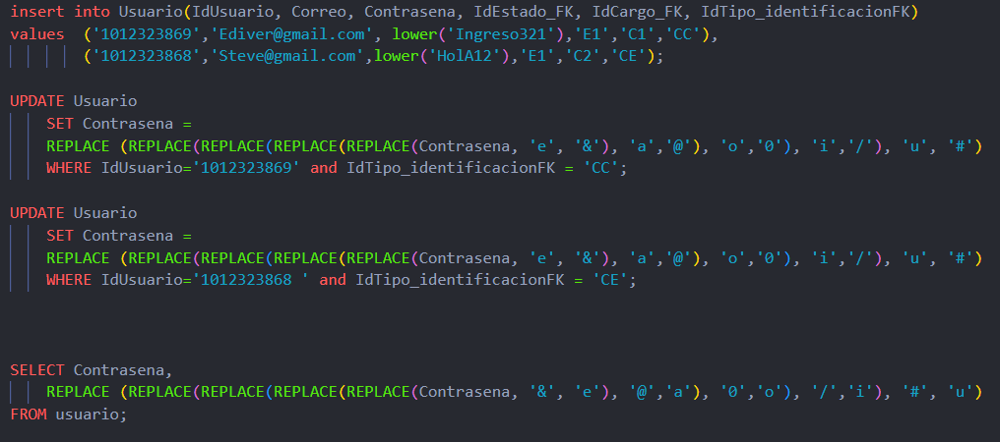 insert into Usuario(IdUsuario, Correo, Contrasena, IdEstado_FK, IdCargo_FK, IdTipo_identificacionFK)
values  ('1012323869','Ediver@gmail.com', lower('Ingreso321'),'E1','C1','CC'),
('1012323868','Steve@gmail.com',lower('HolA12'),'E1','C2','CE');
UPDATE Usuario
SET Contrasena =
REPLACE (REPLACE(REPLACE(REPLACE(REPLACE(Contrasena, 'e', '&'), 'a','@'), 'o','0'), 'i','/'), 'u', '#')
WHERE IdUsuario='1012323869' and IdTipo_identificacionFK = 'CC';
UPDATE Usuario
SET Contrasena =
REPLACE (REPLACE(REPLACE(REPLACE(REPLACE(Contrasena, 'e', '&'), 'a','@'), 'o','0'), 'i','/'), 'u', '#')
WHERE IdUsuario='1012323868 ' and IdTipo_identificacionFK = 'CE';
SELECT Contrasena,
REPLACE (REPLACE(REPLACE(REPLACE(REPLACE(Contrasena, '&', 'e'), '@','a'), '0','o'), '/','i'), '#', 'u')
FROM usuario;